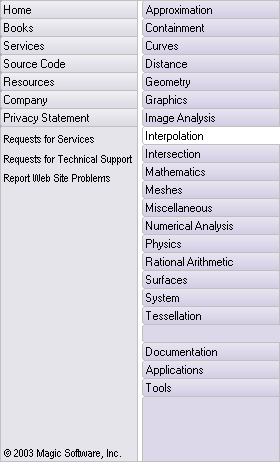 Home
Books
Services
Source Code
Resources
Company
Privacy Statement
Requests for Services
Requests for Technical Support
Report Web Site Problems
© 2003 Magic Software, Inc.
Approximation
Containment
Curves
Distance
Geometry
Graphics
Image Analysis
Interpolation
Intersection
Mathematics
Meshes
Miscellaneous
Numerical Analysis
Physics
Rational Arithmetic
Surfaces
System
Tessellation
Documentation
Applications
Tools